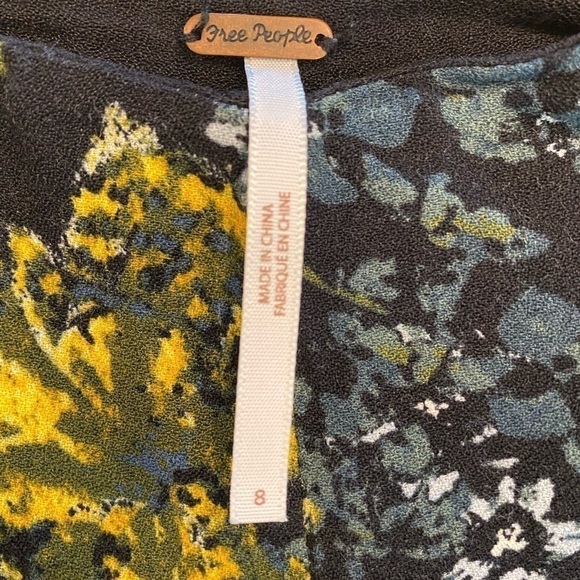 Free People
MADE IN CHINA
FABRIQUÉ EN CHINE
8